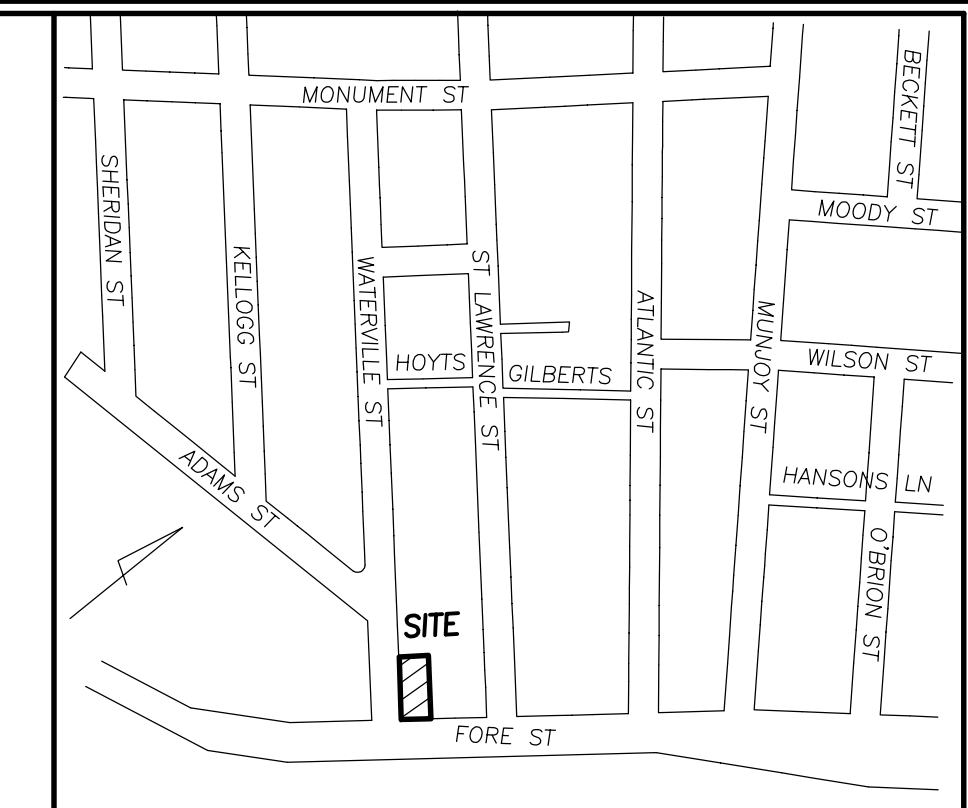 MONUMENT ST
BECKETT ST
MOODY ST
SHERIDAN ST
KELLOGG ST
WATERVILLE ST
ST LAWRENCE ST
ATLANTIC ST
MUNJOY ST
WILSON ST
HOYTS
GILBERTS
ADAMS ST
HANSONS LN
O'BRION ST
SITE
FORE ST